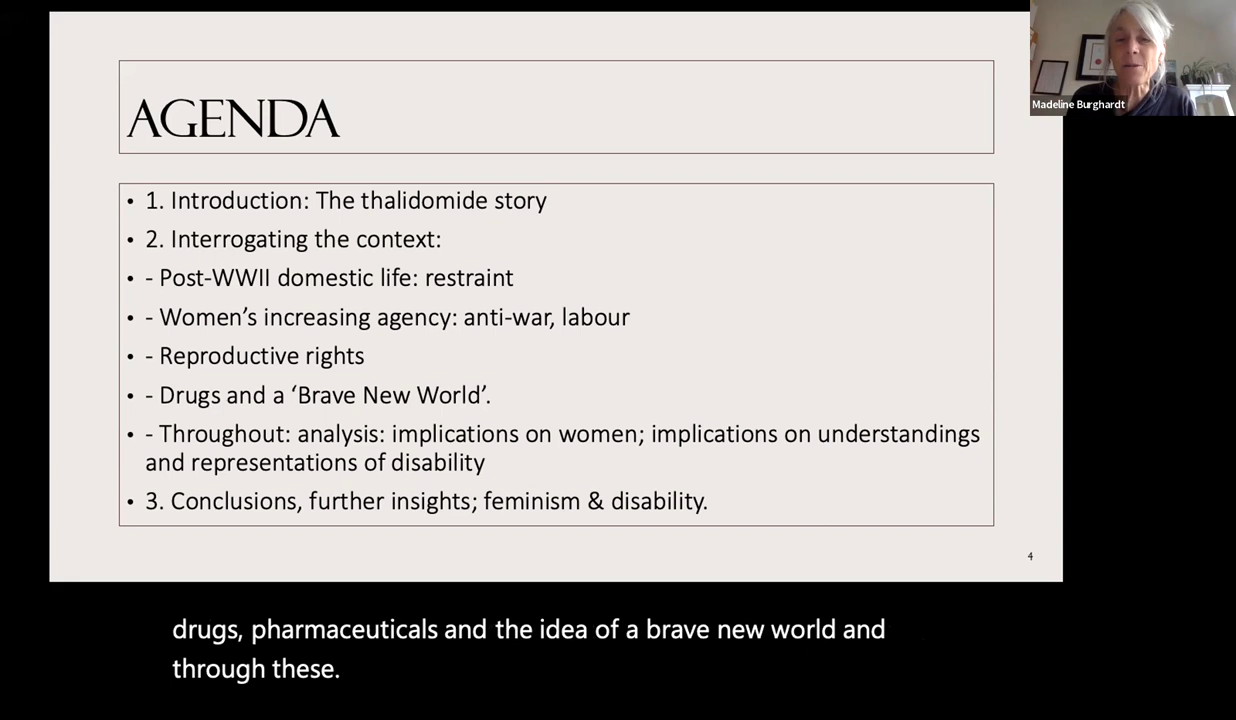 AGENDA
• 1. Introduction: The thalidomide story
• 2. Interrogating the context:
• - Post-WWII domestic life: restraint
• - Women’s increasing agency: anti-war, labour
• - Reproductive rights
• - Drugs and a ‘Brave New World’.
• - Throughout: analysis: implications on women; implications on understandings
and representations of disability
• 3. Conclusions, further insights; feminism & disability.
4
Madeline Burghardt
drugs, pharmaceuticals and the idea of a brave new world and
through these.